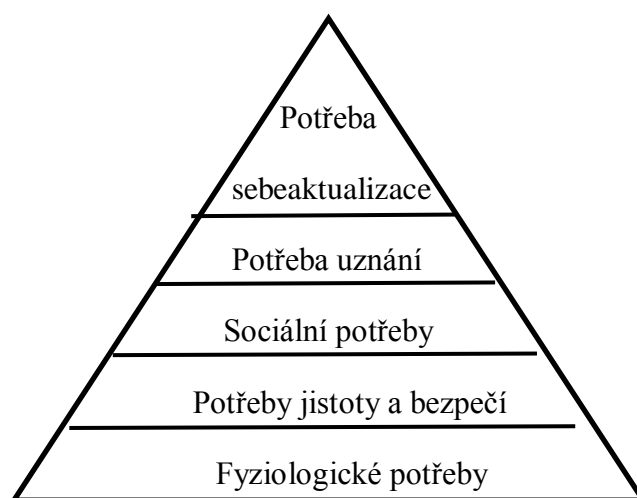 Potřeba
sebeaktualizace
Potřeba uznání
Sociální potřeby
Potřeby jistoty a bezpečí
Fyziologické potřeby